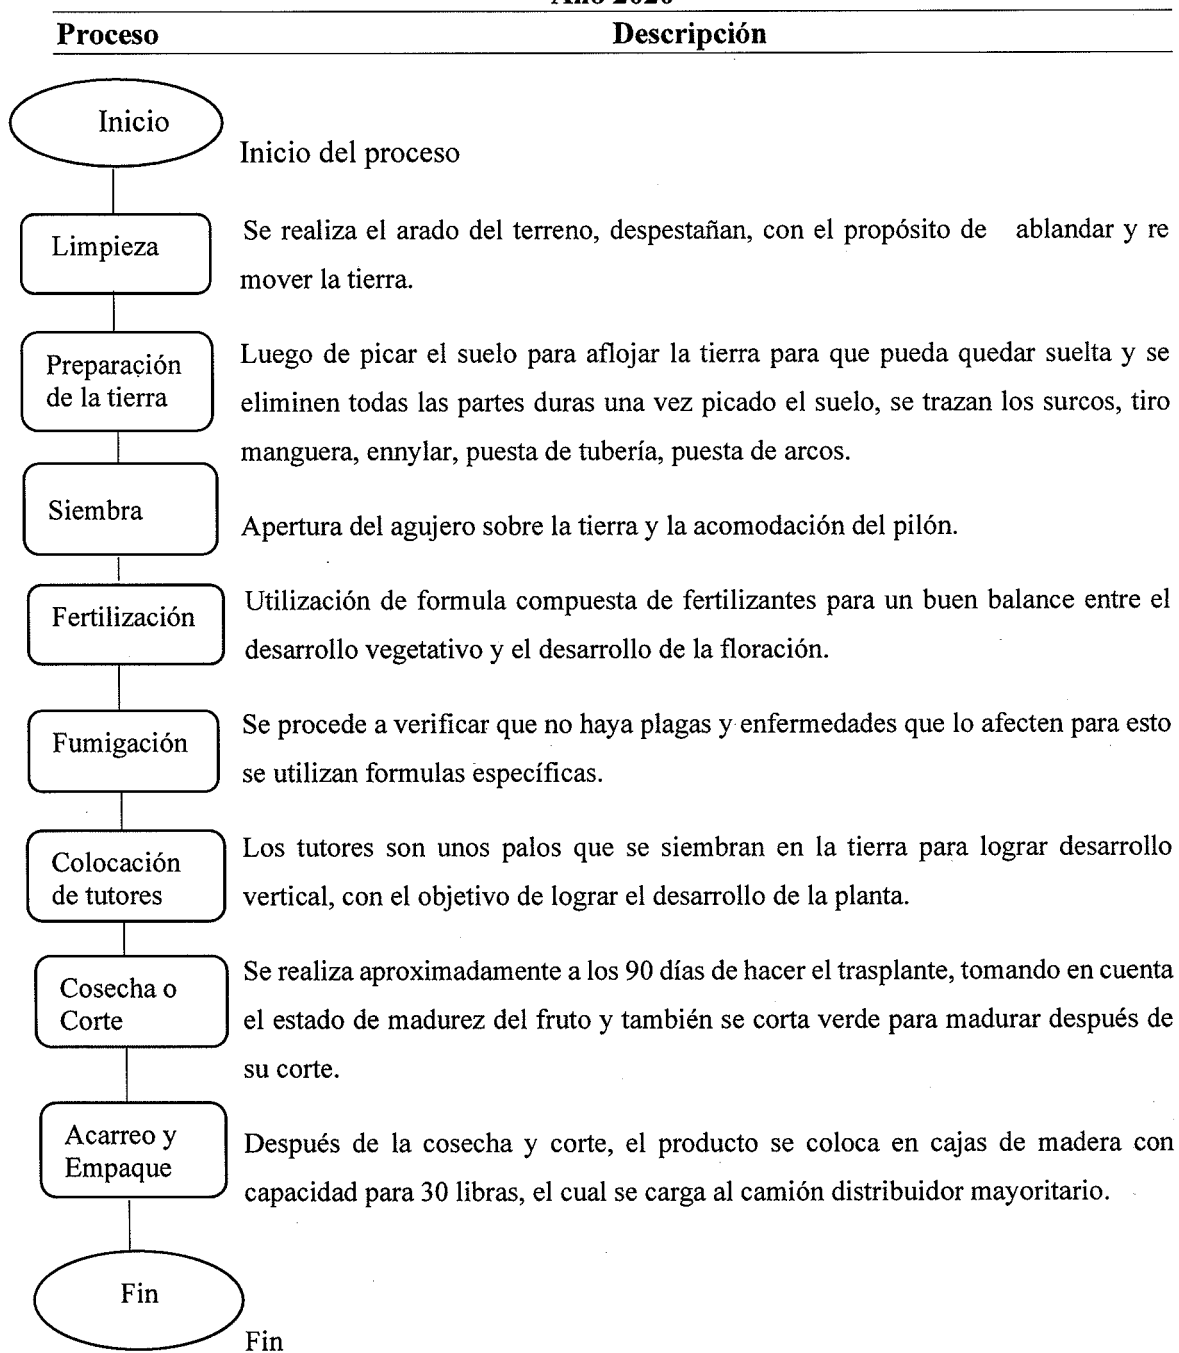 Proceso Descripción
Inicio
Inicio del proceso
Limpieza
Se realiza el arado del terreno, despestañan, con el propósito de ablandar y re
mover la tierra.
Preparación
de la tierra
Luego de picar el suelo para aflojar la tierra para que pueda quedar suelta y se
eliminen todas las partes duras una vez picado el suelo, se trazan los surcos, tiro
manguera, ennylar, puesta de tubería, puesta de arcos.
Siembra
Apertura del agujero sobre la tierra y la acomodación del pilón.
Fertilización
Utilización de formula compuesta de fertilizantes para un buen balance entre el
desarrollo vegetativo y el desarrollo de la floración.
Fumigación
Se procede a verificar que no haya plagas y enfermedades que lo afecten para esto
se utilizan formulas específicas.
Colocación
de tutores
Los tutores son unos palos que se siembran en la tierra para lograr desarrollo
vertical, con el objetivo de lograr el desarrollo de la planta.
Cosecha o
Corte
Se realiza aproximadamente a los 90 días de hacer el trasplante, tomando en cuenta
el estado de madurez del fruto y también se corta verde para madurar después de
su corte.
Acarreo y
Empaque
Después de la cosecha y corte, el producto se coloca en cajas de madera con
capacidad para 30 libras, el cual se carga al camión distribuidor mayoritario.
Fin
Fin